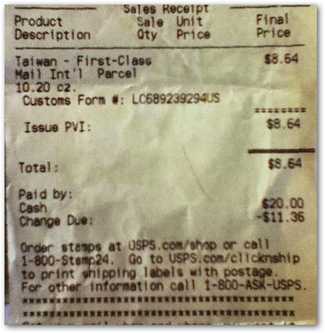 Sales Receipt
Product Sale Unit Final
Description Qty Price Price
Taiwan - First-Class $8.64
Mail Int'l Parcel
10.20 oz.
Customs Form #: LC689239294US
========
Issue PVI: $8.64
Total: $8.64
Paid by:
Cash $20.00
Change Due: -$11.36
Order stamps at USPS.com/shop or call
1-800-Stamp24. Go to USPS.com/clicknship
to print shipping labels with postage.
For other information call 1-800-ASK-USPS.